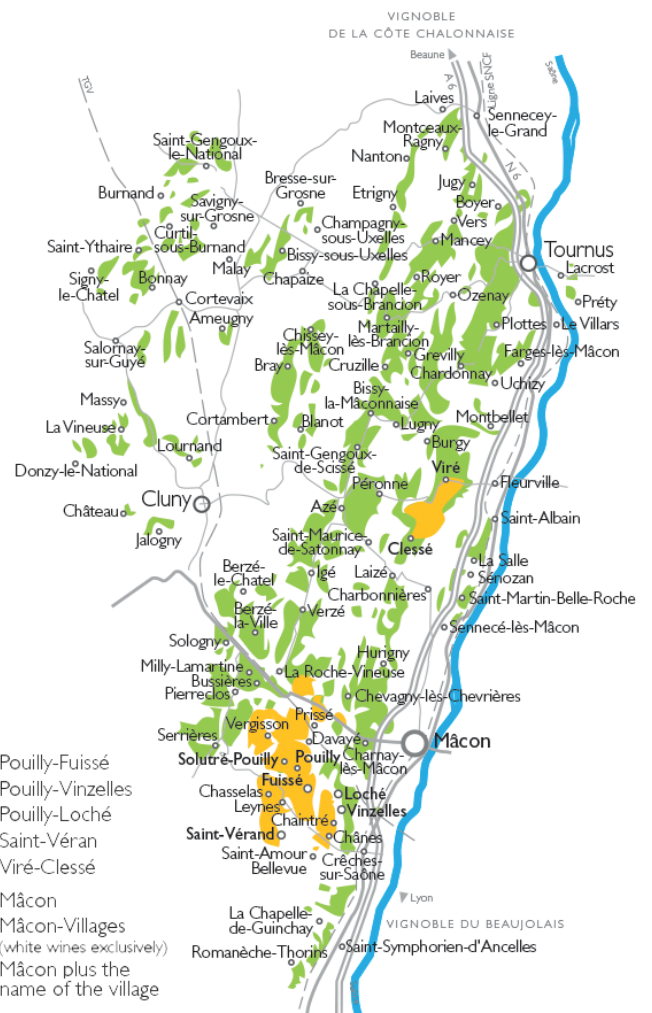 VIGNOBLE
DE LA CÔTE CHALONNAISE
Beaune
A 6
Ligne SNCF
Saône
TGV
Laives
Sennecey-
le-Grand
Montceaux-
Ragny
Saint-Gengoux-
le-National
Nanton
N 6
Bresse-sur-
Grosne
Etrigny
Jugy
Burnand
Savigny-
sur-Grosne
Boyer
Champagny-
sous-Uxelles
Vers
Curtil-
sous-Burnand
Saint-Ythaire
Mancey
Bissy-sous-Uxelles
Tournus
Malay
Lacrost
Signy-
le-Chatel
Bonnay
Chapaize
Royer
La Chapelle-
sous-Brancion
Ozenay
Préty
Cortevaix
Ameugny
Martailly-
lès-Brancion
Plottes
Le Villars
Chissey-
lès-Mâcon
Salornay-
sur-Guyé
Grevilly
Farges-lès-Mâcon
Bray
Cruzille
Chardonnay
Uchizy
Bissy-
la-Mâconnaise
Massy
Cortambert
Blanot
Lugny
Montbellet
La Vineuse
Burgy
Lournand
Saint-Gengoux-
de-Scissé
Donzy-le-National
Viré
Péronne
Fleurville
Cluny
Azé
Château
Saint-Albain
Jalogny
Saint-Maurice-
de-Satonnay
Clessé
La Salle
Berzé-
le-Chatel
Igé
Laizé
Sénozan
Charbonnières
Saint-Martin-Belle-Roche
Berzé-
la-Ville
Verzé
Sennecé-lès-Mâcon
Sologny
Hurigny
Milly-Lamartine
La Roche-Vineuse
Bussières
Pierreclos
Chevagny-lès-Chevrières
Prissé
Vergisson
Serrières
Davayé
Mâcon
Charnay-
lès-Mâcon
Solutré-Pouilly
Pouilly
Fuissé
Chasselas
Loché
Leynes
Vinzelles
Chaintré
Saint-Vérand
Chânes
Saint-Amour
Bellevue
Crêches-
sur-Saône
Pouilly-Fuissé
Pouilly-Vinzelles
Pouilly-Loché
Saint-Véran
Viré-Clessé
Mâcon
Mâcon-Villages
(white wines exclusively)
Mâcon plus the
name of the village
Lyon
La Chapelle-
de-Guinchay
VIGNOBLE DU BEAUJOLAIS
Romanèche-Thorins
Saint-Symphorien-d'Ancelles